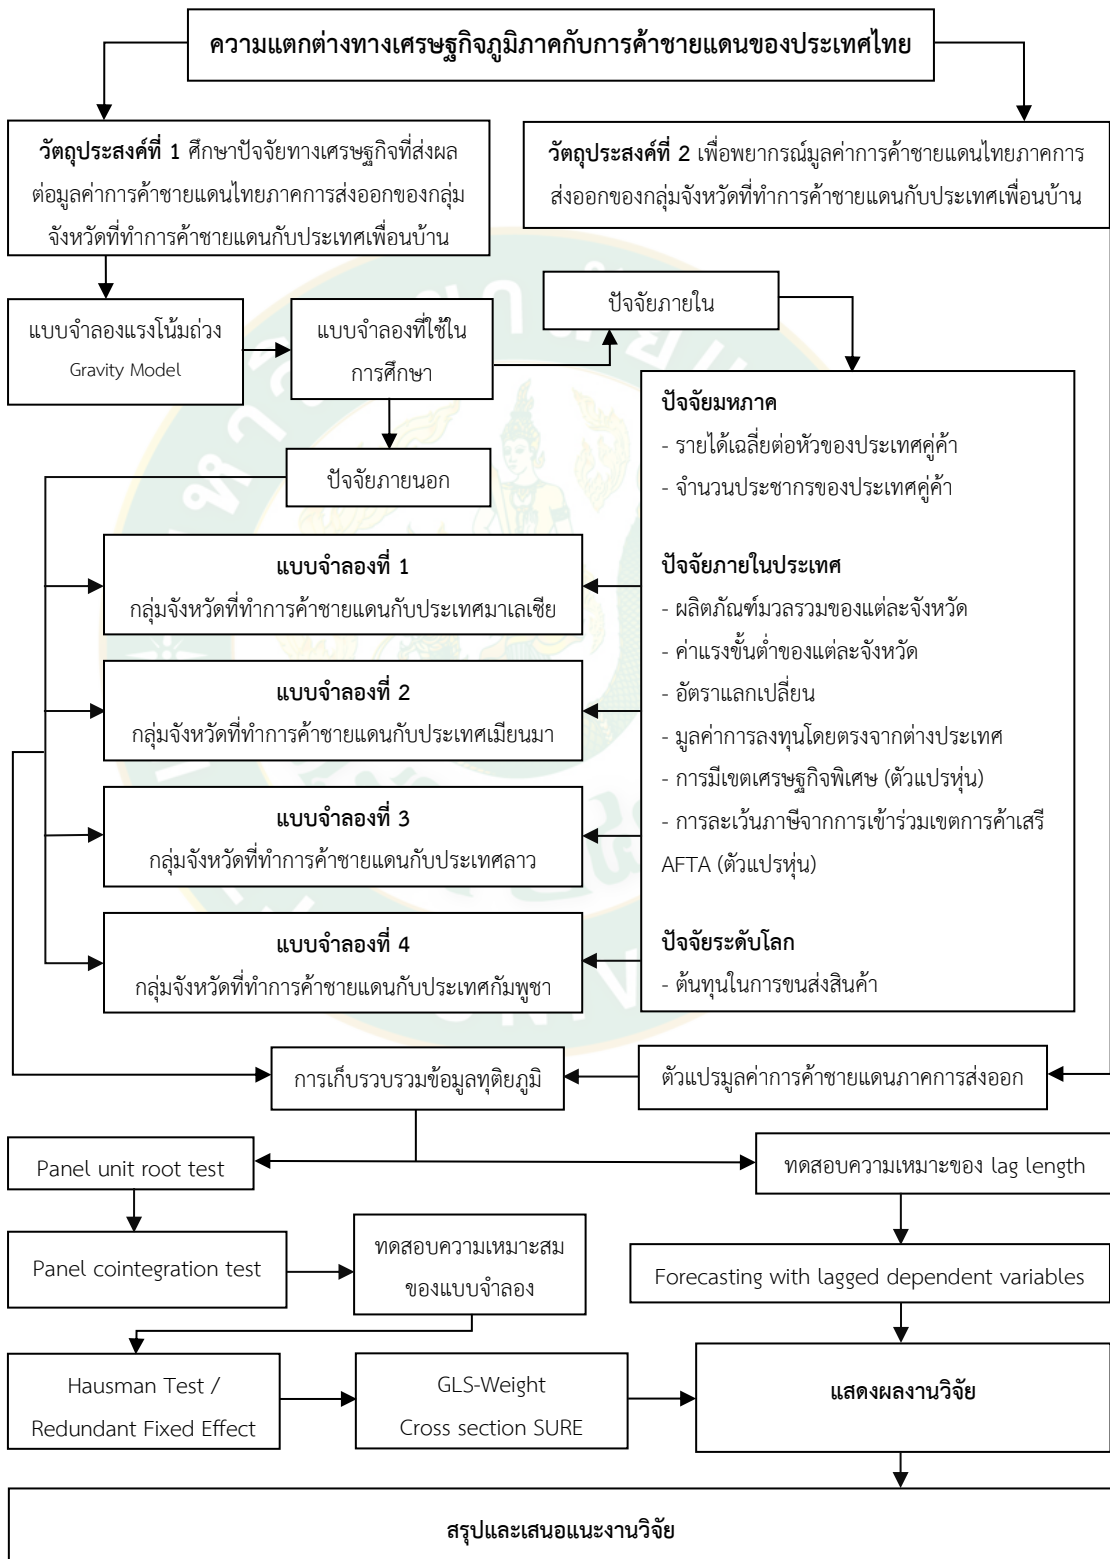 ความแตกต่างทางเศรษฐกิจภูมิภาคกับการค้าชายแดนของประเทศไทย
วัตถุประสงค์ที่ 1 ศึกษาปัจจัยทางเศรษฐกิจที่ส่งผล
ต่อมูลค่าการค้าชายแดนไทยภาคการส่งออกของกลุ่ม
จังหวัดที่ทำการค้าชายแดนกับประเทศเพื่อนบ้าน
วัตถุประสงค์ที่ 2 เพื่อพยากรณ์มูลค่าการค้าชายแดนไทยภาคการ
ส่งออกของกลุ่มจังหวัดที่ทำการค้าชายแดนกับประเทศเพื่อนบ้าน
แบบจำลองแรงโน้มถ่วง
Gravity Model
แบบจำลองที่ใช้ใน
การศึกษา
ปัจจัยภายใน
ปัจจัยภายนอก
ปัจจัยมหภาค
- รายได้เฉลี่ยต่อหัวของประเทศคู่ค้า
- จำนวนประชากรของประเทศคู่ค้า
ปัจจัยภายในประเทศ
- ผลิตภัณฑ์มวลรวมของแต่ละจังหวัด
- ค่าแรงขั้นต่ำของแต่ละจังหวัด
- อัตราแลกเปลี่ยน
- มูลค่าการลงทุนโดยตรงจากต่างประเทศ
- การมีเขตเศรษฐกิจพิเศษ (ตัวแปรหุ่น)
- การละเว้นภาษีจากการเข้าร่วมเขตการค้าเสรี
AFTA (ตัวแปรหุ่น)
ปัจจัยระดับโลก
- ต้นทุนในการขนส่งสินค้า
แบบจำลองที่ 1
กลุ่มจังหวัดที่ทำการค้าชายแดนกับประเทศมาเลเซีย
แบบจำลองที่ 2
กลุ่มจังหวัดที่ทำการค้าชายแดนกับประเทศเมียนมา
แบบจำลองที่ 3
กลุ่มจังหวัดที่ทำการค้าชายแดนกับประเทศลาว
แบบจำลองที่ 4
กลุ่มจังหวัดที่ทำการค้าชายแดนกับประเทศกัมพูชา
การเก็บรวบรวมข้อมูลทุติยภูมิ
ตัวแปรมูลค่าการค้าชายแดนภาคการส่งออก
Panel unit root test
ทดสอบความเหมาะของ lag length
Panel cointegration test
ทดสอบความเหมาะสม
ของแบบจำลอง
Forecasting with lagged dependent variables
Hausman Test /
Redundant Fixed Effect
GLS-Weight
Cross section SURE
แสดงผลงานวิจัย
สรุปและเสนอแนะงานวิจัย